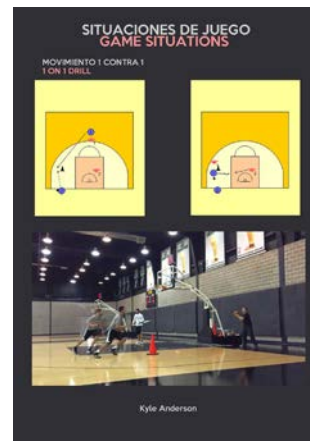 SITUACIONES DE JUEGO
GAME SITUATIONS
MOVIMIENTO 1 CONTRA 1
1 ON 1 DRILL
Kyle Anderson